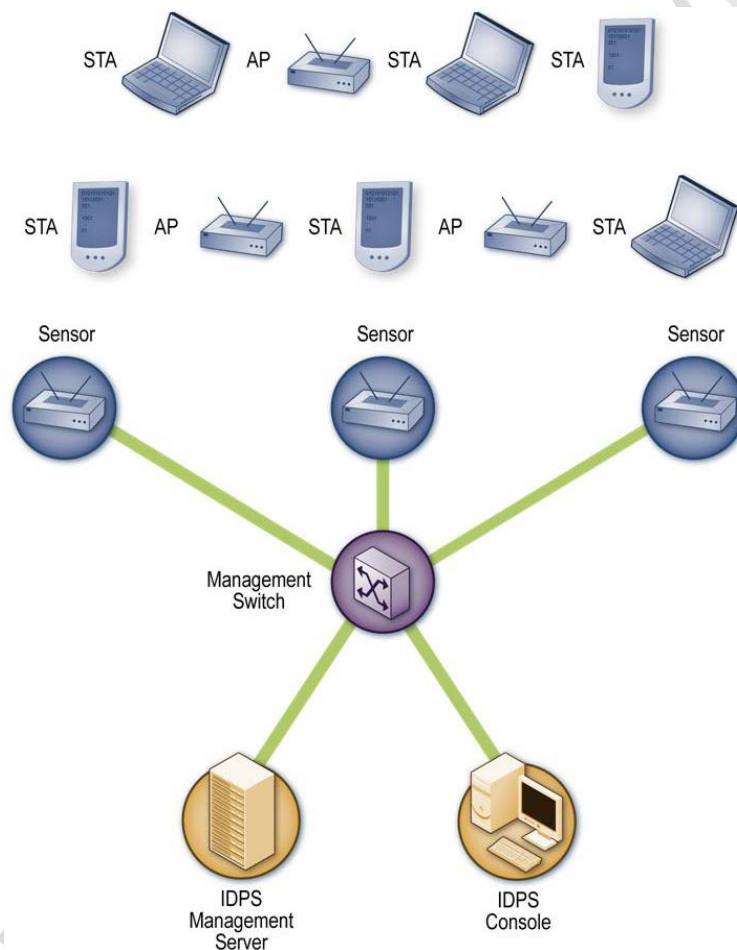 STA AP STA STA
STA AP STA AP STA
Sensor Sensor Sensor
Management
Switch
IDPS
Management
Server
IDPS
Console